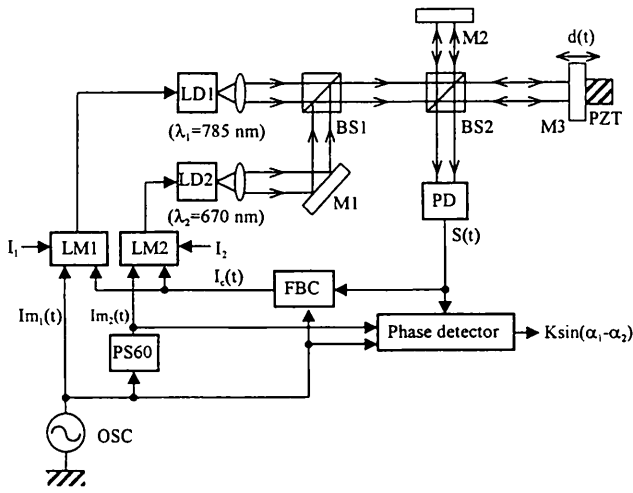 M2
d(t)
LD1
BS1
BS2
M3
PZT
(λ₁=785 nm)
LD2
M1
PD
(λ₂=670 nm)
S(t)
I₁
LM1
LM2
I₂
I_c(t)
FBC
Im₁(t)
Im₂(t)
Phase detector
Ksin(α₁-α₂)
PS60
OSC